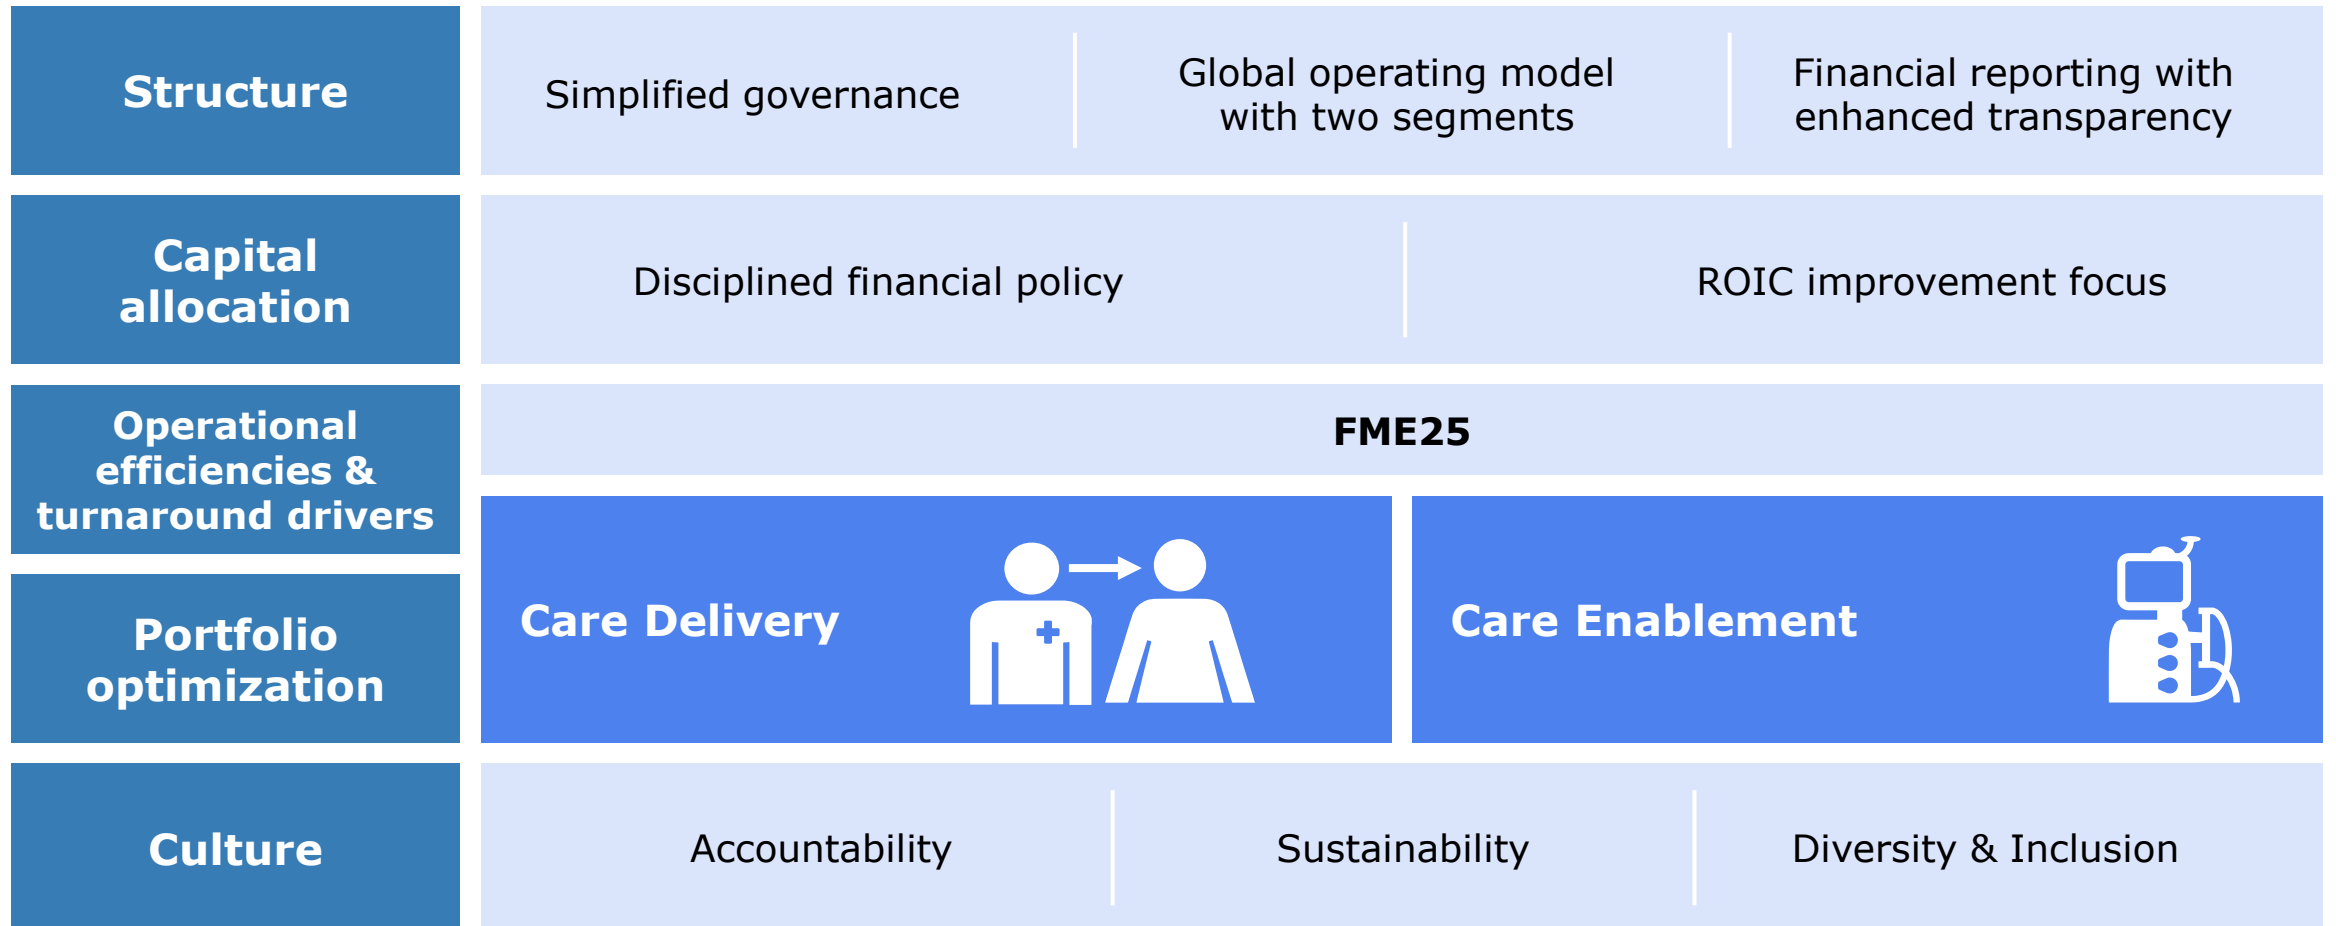 Structure
Simplified governance
Global operating model
with two segments
Financial reporting with
enhanced transparency
Capital
allocation
Disciplined financial policy
ROIC improvement focus
Operational
efficiencies &
turnaround drivers
FME25
Portfolio
optimization
Care Delivery
Care Enablement
Culture
Accountability
Sustainability
Diversity & Inclusion